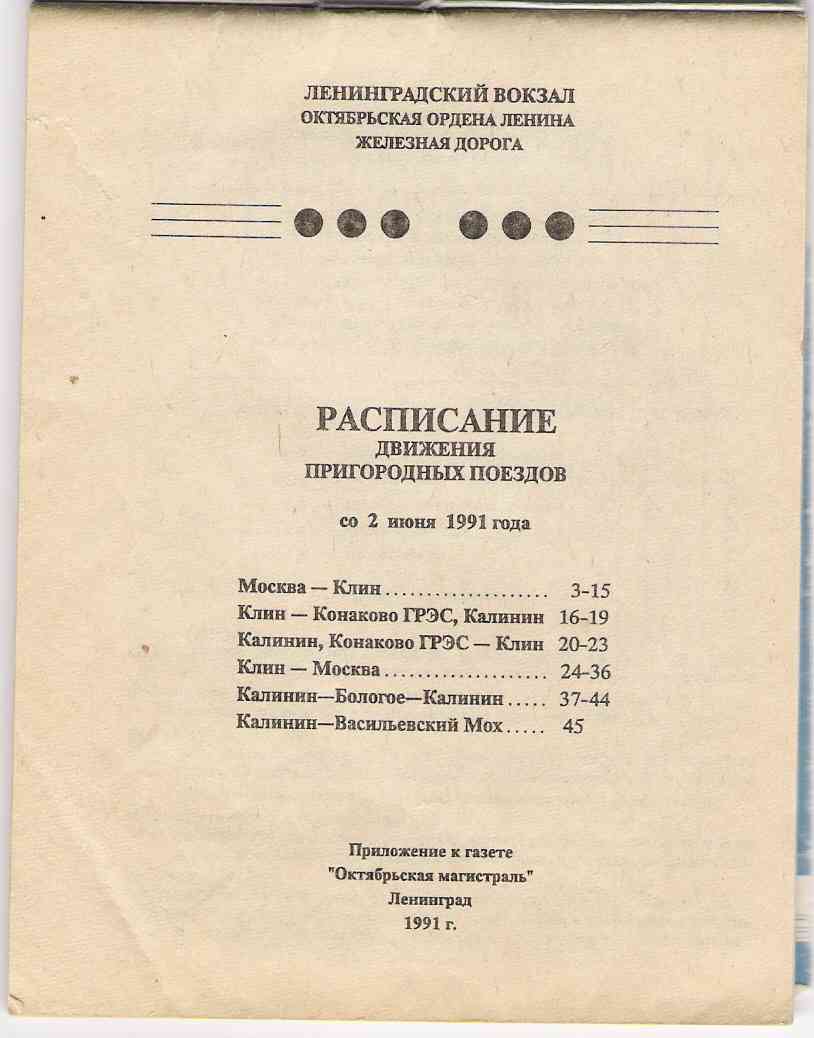 ЛЕНИНГРАДСКИЙ ВОКЗАЛ
ОКТЯБРЬСКАЯ ОРДЕНА ЛЕНИНА
ЖЕЛЕЗНАЯ ДОРОГА
РАСПИСАНИЕ
ДВИЖЕНИЯ
ПРИГОРОДНЫХ ПОЕЗДОВ
со 2 июня 1991 года
Москва — Клин .................... 3-15
Клин — Конаково ГРЭС, Калинин 16-19
Калинин, Конаково ГРЭС — Клин 20-23
Клин — Москва .................... 24-36
Калинин—Бологое—Калинин ..... 37-44
Калинин—Васильевский Мох ..... 45
Приложение к газете
"Октябрьская магистраль"
Ленинград
1991 г.